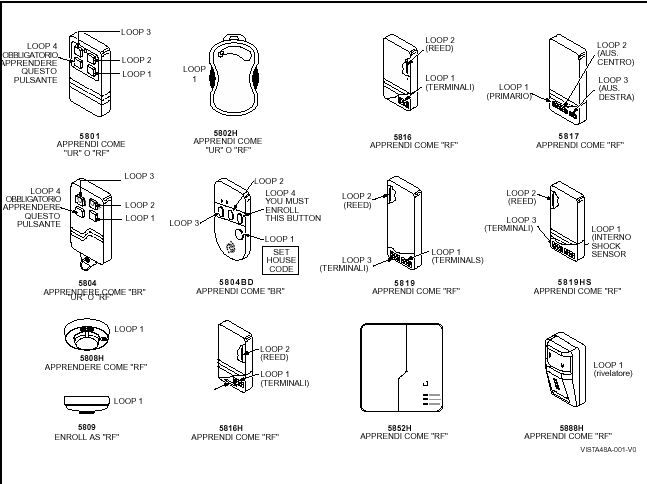 LOOP 3
LOOP 4
OBBLIGATORIO
APPRENDERE
QUESTO
PULSANTE
LOOP 2
LOOP 1
5801
APPRENDI COME
"UR" O "RF"
LOOP
1
5802H
APPRENDI COME
"UR" O "RF"
LOOP 2
(REED)
LOOP 1
(TERMINALI)
5816
APPRENDI COME "RF"
LOOP 2
(AUS.
CENTRO)
LOOP 1
(PRIMARIO)
LOOP 3
(AUS.
DESTRA)
5817
APPRENDI COME "RF"
LOOP 3
LOOP 4
OBBLIGATORIO
APPRENDERE
QUESTO
PULSANTE
LOOP 2
LOOP 1
5804
APPRENDERE COME "BR"
"UR" O "RF"
LOOP 2
LOOP 4
YOU MUST
ENROLL
THIS BUTTON
LOOP 3
LOOP 1
SET
HOUSE
CODE
5804BD
APPRENDI COME "BR"
LOOP 2
(REED)
LOOP 3
(TERMINALI)
LOOP 1
(TERMINALS)
5819
APPRENDI COME "RF"
LOOP 2
(REED)
LOOP 3
(TERMINALI)
LOOP 1
(INTERNO
SHOCK
SENSOR
5819HS
APPRENDI COME "RF"
LOOP 1
5808H
APPRENDERE COME "RF"
LOOP 1
5809
ENROLL AS "RF"
LOOP 2
(REED)
LOOP 1
(TERMINALI)
5816H
APPRENDI COME "RF"
5852H
APPRENDI COME "RF"
LOOP 1
(rivelatore)
5888H
APPRENDI COME "RF"
VISTA48A-001-V0